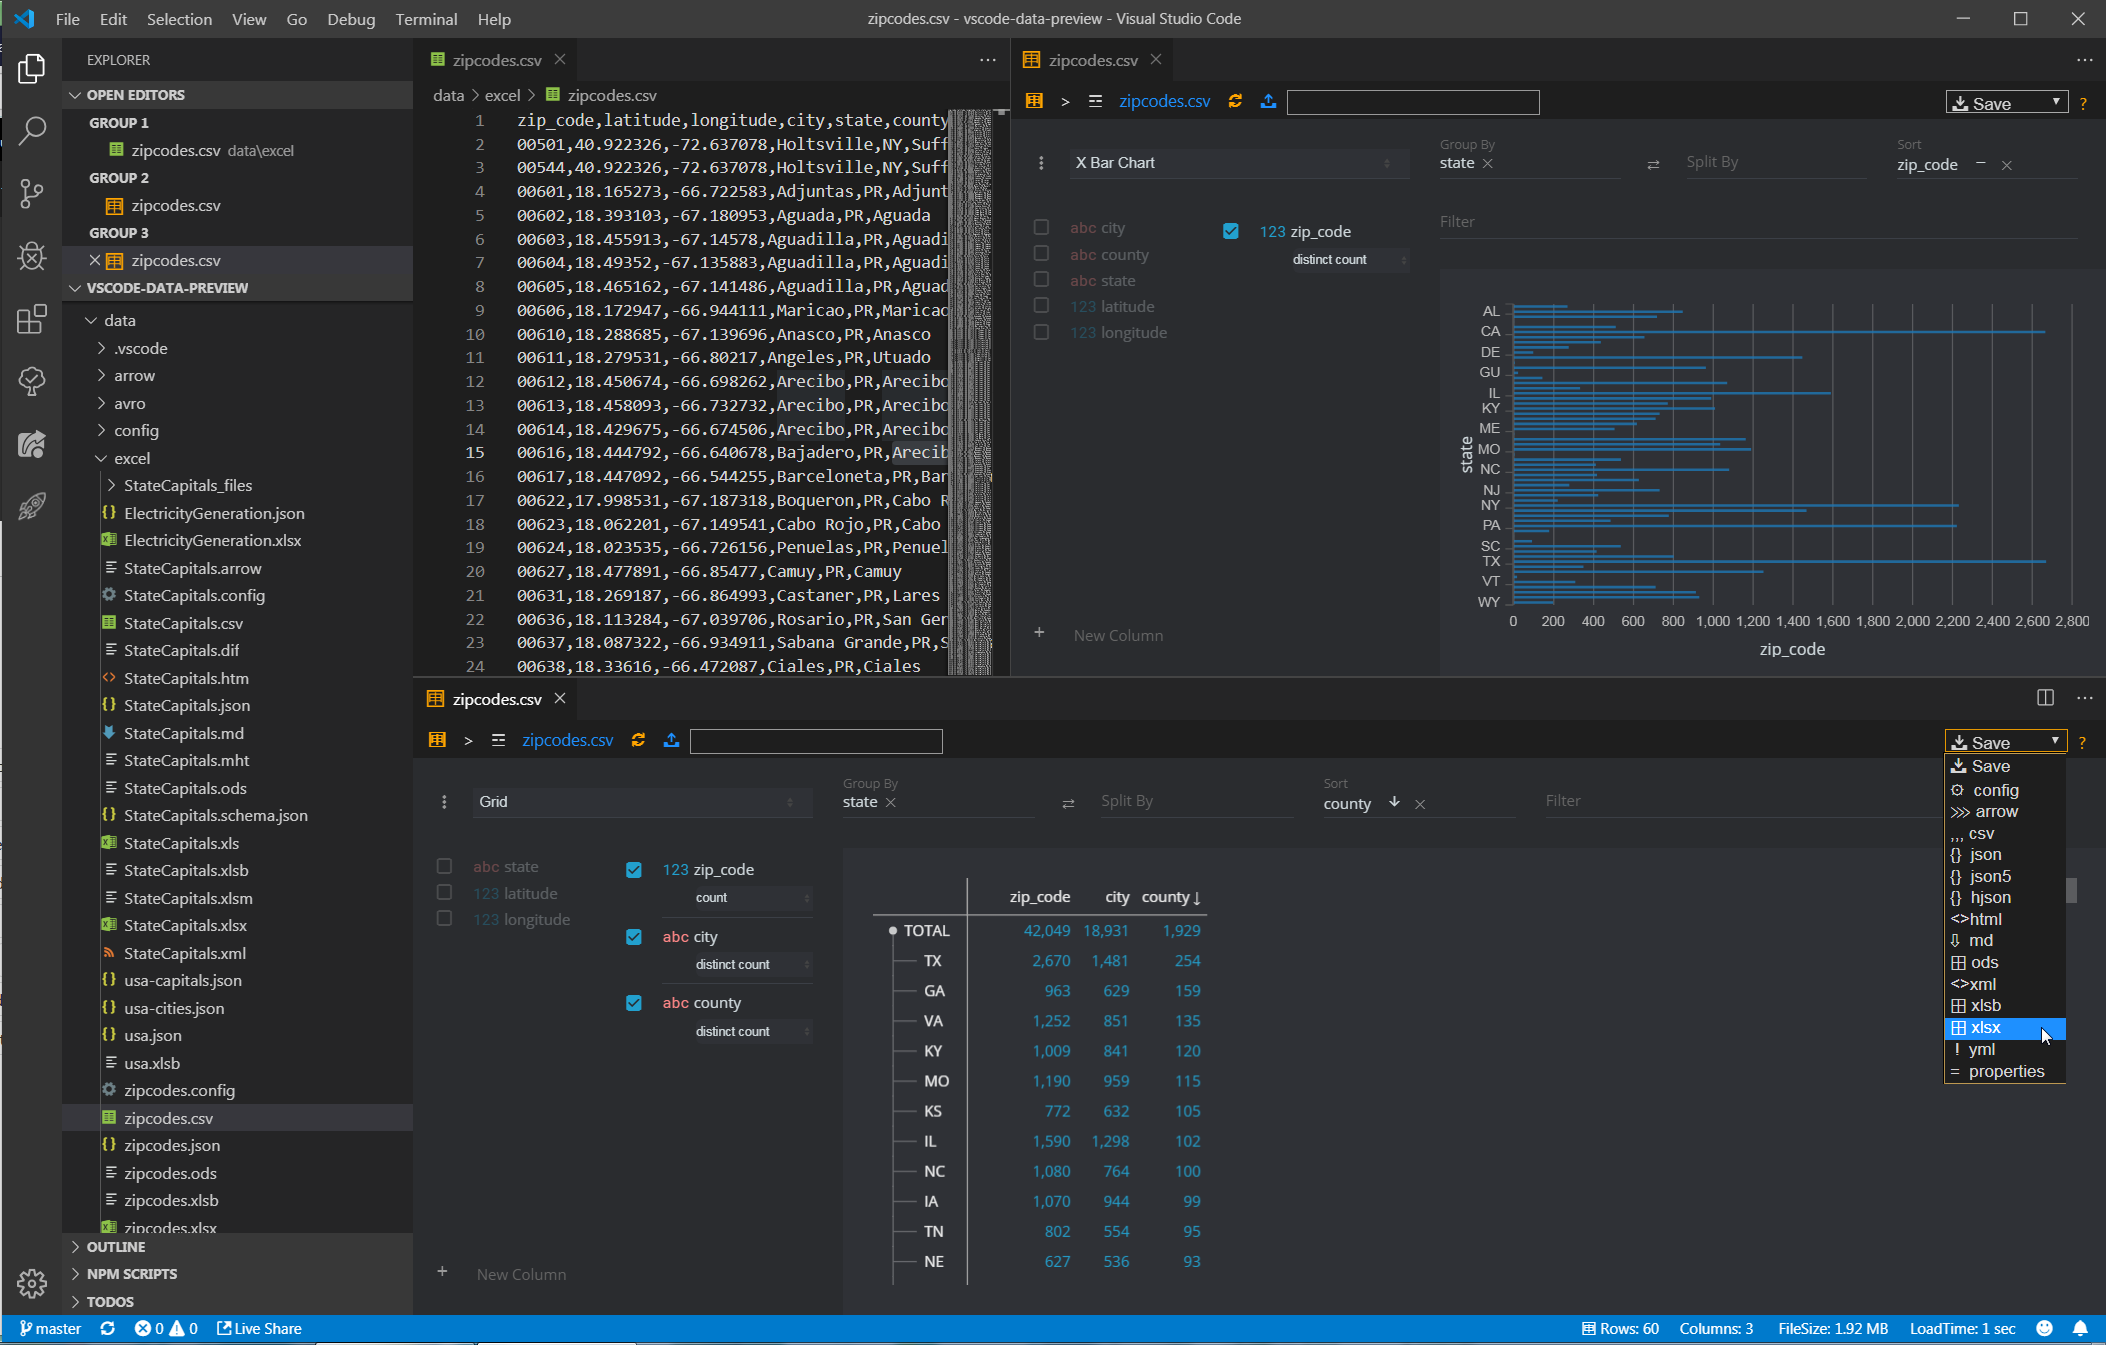 File Edit Selection View Go Debug Terminal Help
zipcodes.csv - vscode-data-preview - Visual Studio Code
EXPLORER
OPEN EDITORS
GROUP 1
zipcodes.csv data\excel
GROUP 2
zipcodes.csv
GROUP 3
zipcodes.csv
VSCODE-DATA-PREVIEW
data
.vscode
arrow
avro
config
excel
StateCapitals_files
ElectricityGeneration.json
ElectricityGeneration.xlsx
StateCapitals.arrow
StateCapitals.config
StateCapitals.csv
StateCapitals.dif
StateCapitals.htm
StateCapitals.json
StateCapitals.md
StateCapitals.mht
StateCapitals.ods
StateCapitals.schema.json
StateCapitals.xls
StateCapitals.xlsb
StateCapitals.xlsm
StateCapitals.xlsx
StateCapitals.xml
usa-capitals.json
usa-cities.json
usa.json
usa.xlsb
zipcodes.config
zipcodes.csv
zipcodes.json
zipcodes.ods
zipcodes.xlsb
zipcodes.xlsx
OUTLINE
NPM SCRIPTS
TODOS
zipcodes.csv
data > excel > zipcodes.csv
1 zip_code,latitude,longitude,city,state,county
2 00501,40.922326,-72.637078,Holtsville,NY,Suff
3 00544,40.922326,-72.637078,Holtsville,NY,Suff
4 00601,18.165273,-66.722583,Adjuntas,PR,Adjunt
5 00602,18.393103,-67.180953,Aguada,PR,Aguada
6 00603,18.455913,-67.14578,Aguadilla,PR,Aguadi
7 00604,18.49352,-67.135883,Aguadilla,PR,Aguadi
8 00605,18.465162,-67.141486,Aguadilla,PR,Aguad
9 00606,18.172947,-66.944111,Maricao,PR,Maricao
10 00610,18.288685,-67.139696,Anasco,PR,Anasco
11 00611,18.279531,-66.80217,Angeles,PR,Utuado
12 00612,18.450674,-66.698262,Arecibo,PR,Arecibo
13 00613,18.458093,-66.732732,Arecibo,PR,Arecibo
14 00614,18.429675,-66.674506,Arecibo,PR,Arecibo
15 00616,18.444792,-66.640678,Bajadero,PR,Arecib
16 00617,18.447092,-66.544255,Barceloneta,PR,Bar
17 00622,17.998531,-67.187318,Boqueron,PR,Cabo R
18 00623,18.062201,-67.149541,Cabo Rojo,PR,Cabo
19 00624,18.023535,-66.726156,Penuelas,PR,Penuel
20 00627,18.477891,-66.85477,Camuy,PR,Camuy
21 00631,18.269187,-66.864993,Castaner,PR,Lares
22 00636,18.113284,-67.039706,Rosario,PR,San Ger
23 00637,18.087322,-66.934911,Sabana Grande,PR,S
24 00638,18.33616,-66.472087,Ciales,PR,Ciales
zipcodes.csv
> zipcodes.csv Save ?
X Bar Chart
Group By
state
Split By
Sort
zip_code
abc city
abc county
abc state
123 latitude
123 longitude
123 zip_code
distinct count
Filter
New Column
state
AL
CA
DE
GU
IL
KY
ME
MO
NC
NJ
NY
PA
SC
TX
VT
WY
0 200 400 600 800 1,000 1,200 1,400 1,600 1,800 2,000 2,200 2,400 2,600 2,800
zip_code
zipcodes.csv
> zipcodes.csv Save ?
Grid
Group By
state
Split By
Sort
county
Filter
abc state
123 latitude
123 longitude
123 zip_code
count
abc city
distinct count
abc county
distinct count
New Column
zip_code city county
TOTAL 42,049 18,931 1,929
TX 2,670 1,481 254
GA 963 629 159
VA 1,252 851 135
KY 1,009 841 120
MO 1,190 959 115
KS 772 632 105
IL 1,590 1,298 102
NC 1,080 764 100
IA 1,070 944 99
TN 802 554 95
NE 627 536 93
Save
config
>>> arrow
,,, csv
{} json
{} json5
{} hjson
<>html
md
ods
<>xml
xlsb
xlsx
! yml
= properties
master 0 0 Live Share
Rows: 60 Columns: 3 FileSize: 1.92 MB LoadTime: 1 sec